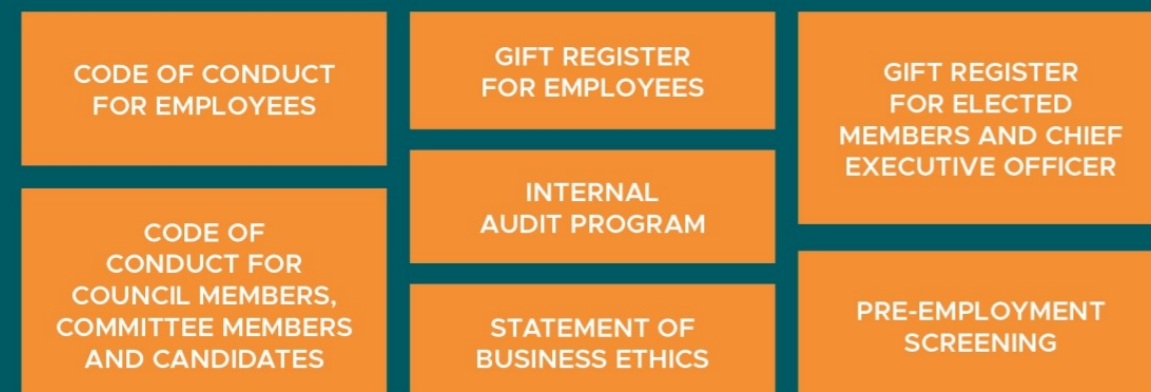 CODE OF CONDUCT
FOR EMPLOYEES
CODE OF
CONDUCT FOR
COUNCIL MEMBERS,
COMMITTEE MEMBERS
AND CANDIDATES
GIFT REGISTER
FOR EMPLOYEES
INTERNAL
AUDIT PROGRAM
STATEMENT OF
BUSINESS ETHICS
GIFT REGISTER
FOR ELECTED
MEMBERS AND CHIEF
EXECUTIVE OFFICER
PRE-EMPLOYMENT
SCREENING